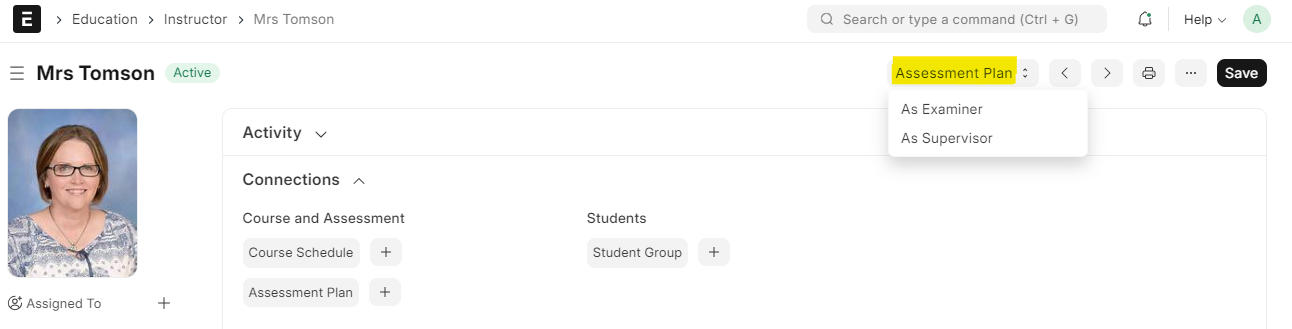 E
Education
Instructor
Mrs Tomson
Search or type a command (Ctrl + G)
Help
A
Mrs Tomson
Active
Assessment Plan
Save
As Examiner
As Supervisor
Activity
Connections
Course and Assessment
Students
Course Schedule +
Student Group +
Assessment Plan +
Assigned To +